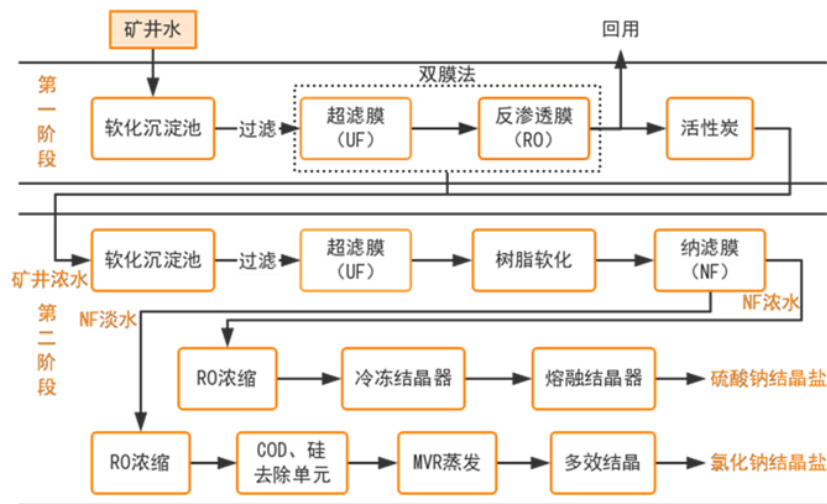 矿井水
回用
双膜法
第一阶段
软化沉淀池
过滤
超滤膜
（UF）
反渗透膜
（RO）
活性炭
矿井浓水
软化沉淀池
过滤
超滤膜
（UF）
树脂软化
纳滤膜
（NF）
NF浓水
NF淡水
第二阶段
RO浓缩
冷冻结晶器
熔融结晶器
硫酸钠结晶盐
RO浓缩
COD、硅
去除单元
MVR蒸发
多效结晶
氯化钠结晶盐